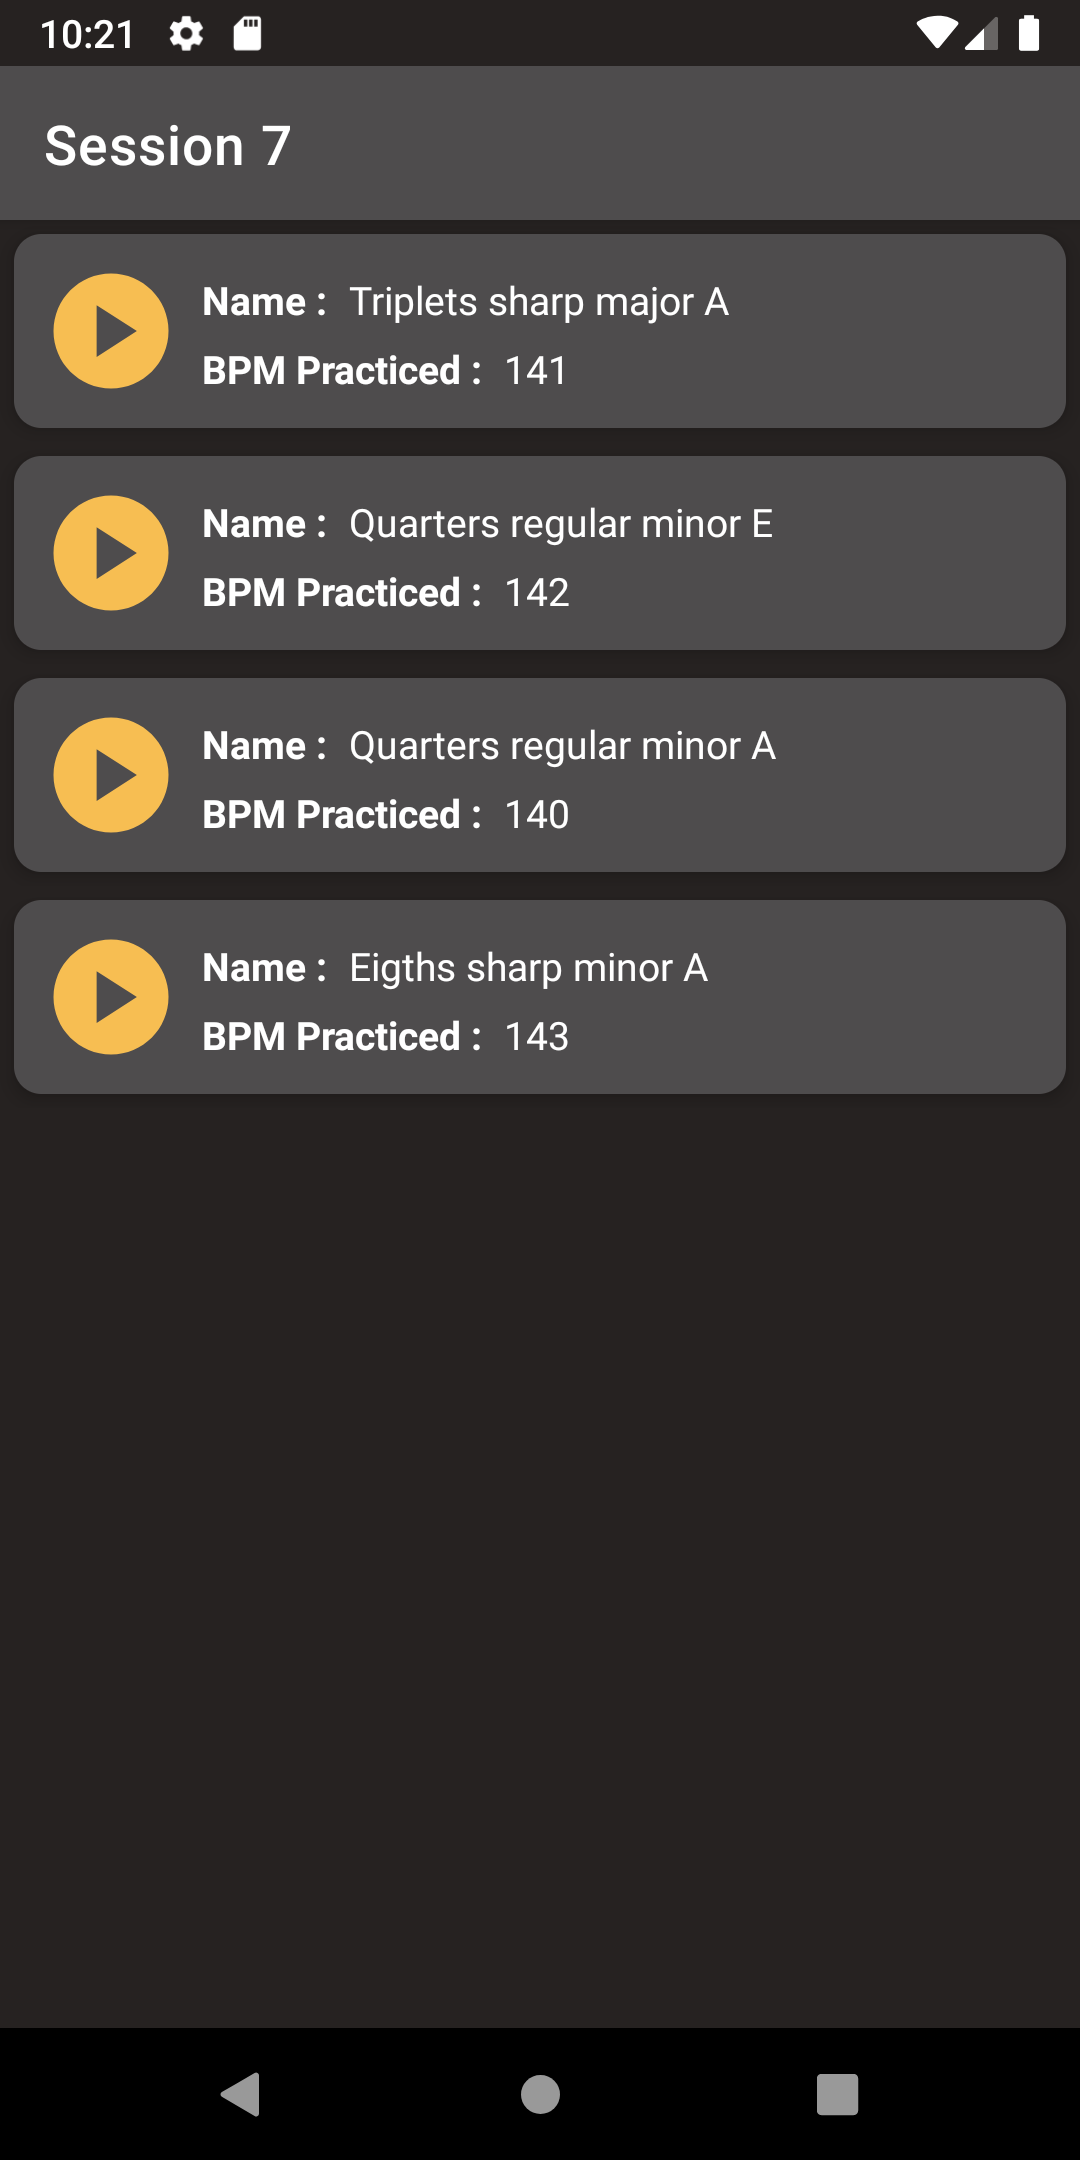 10:21
Session 7
Name : Triplets sharp major A
BPM Practiced : 141
Name : Quarters regular minor E
BPM Practiced : 142
Name : Quarters regular minor A
BPM Practiced : 140
Name : Eigths sharp minor A
BPM Practiced : 143